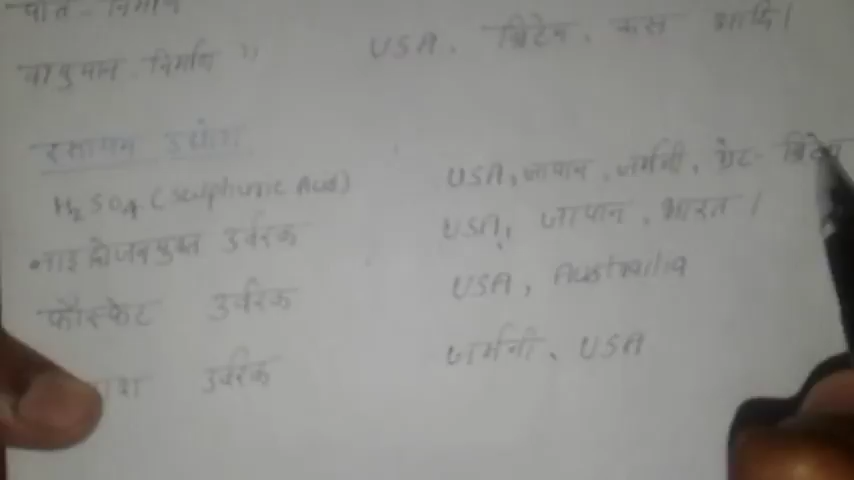 पोत - निर्माण
वायुयान निर्माण " USA, ब्रिटेन, रूस आदि।
रसायन उद्योग
H2SO4 (Sulphuric Acid) USA, जापान, जर्मनी, ग्रेट - ब्रिटेन
नाइट्रोजनयुक्त उर्वरक USA, जापान, भारत।
फॉस्फेट उर्वरक USA, Australia
उर्वरक जर्मनी, USA